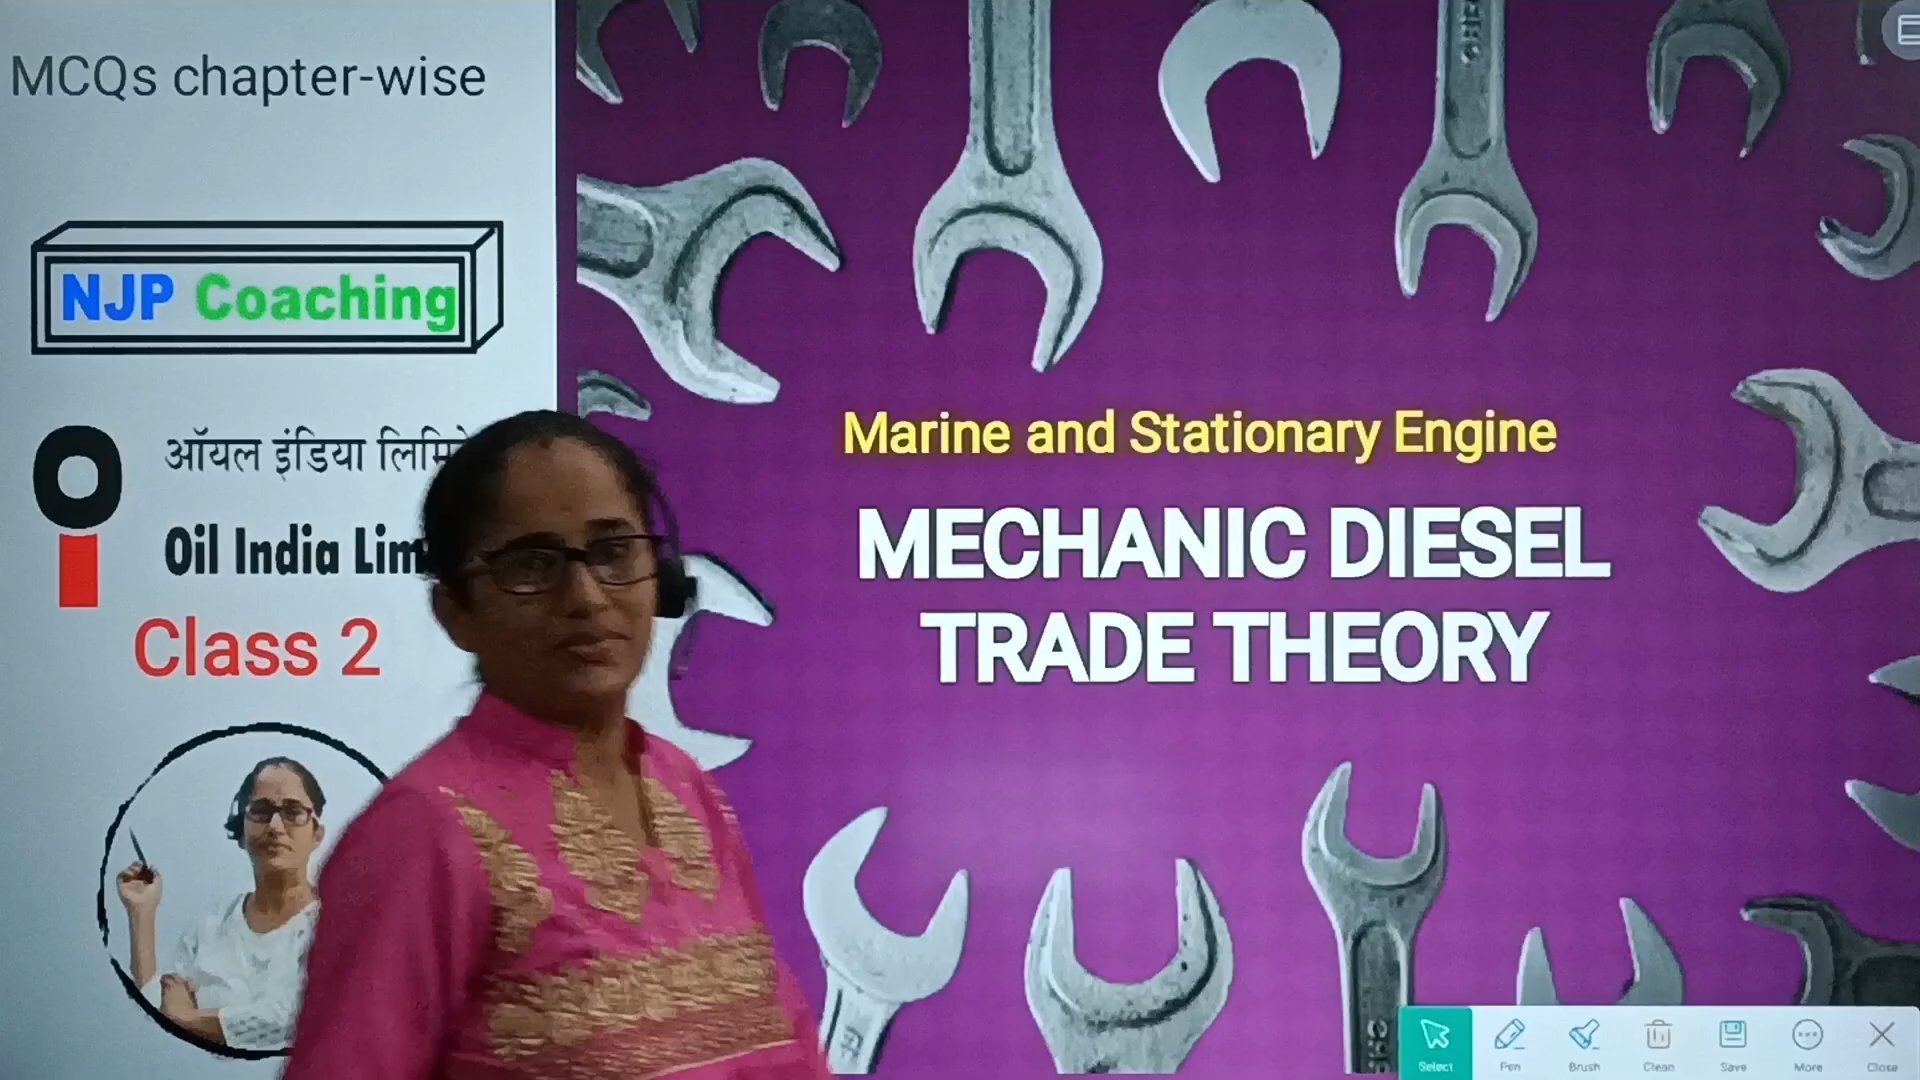 MCQs chapter-wise
NJP Coaching
ऑयल इंडिया
Oil India
Class 2
Marine and Stationary Engine
MECHANIC DIESEL
TRADE THEORY
Select
Pen
Brush
Clean
Save
More
Close